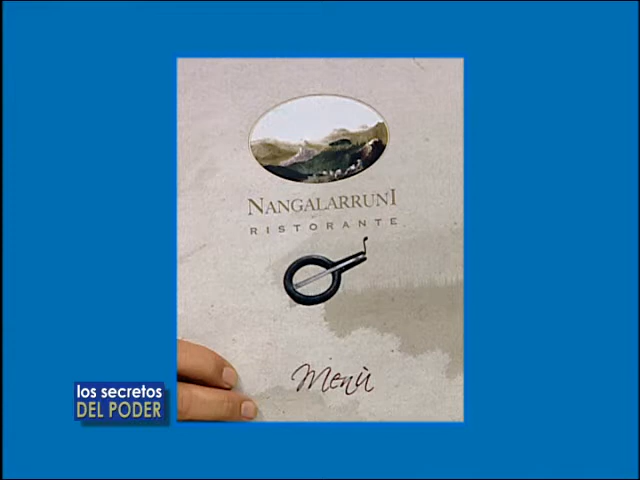 NANGALARRUNI
RISTORANTE
Menù
los secretos
DEL PODER